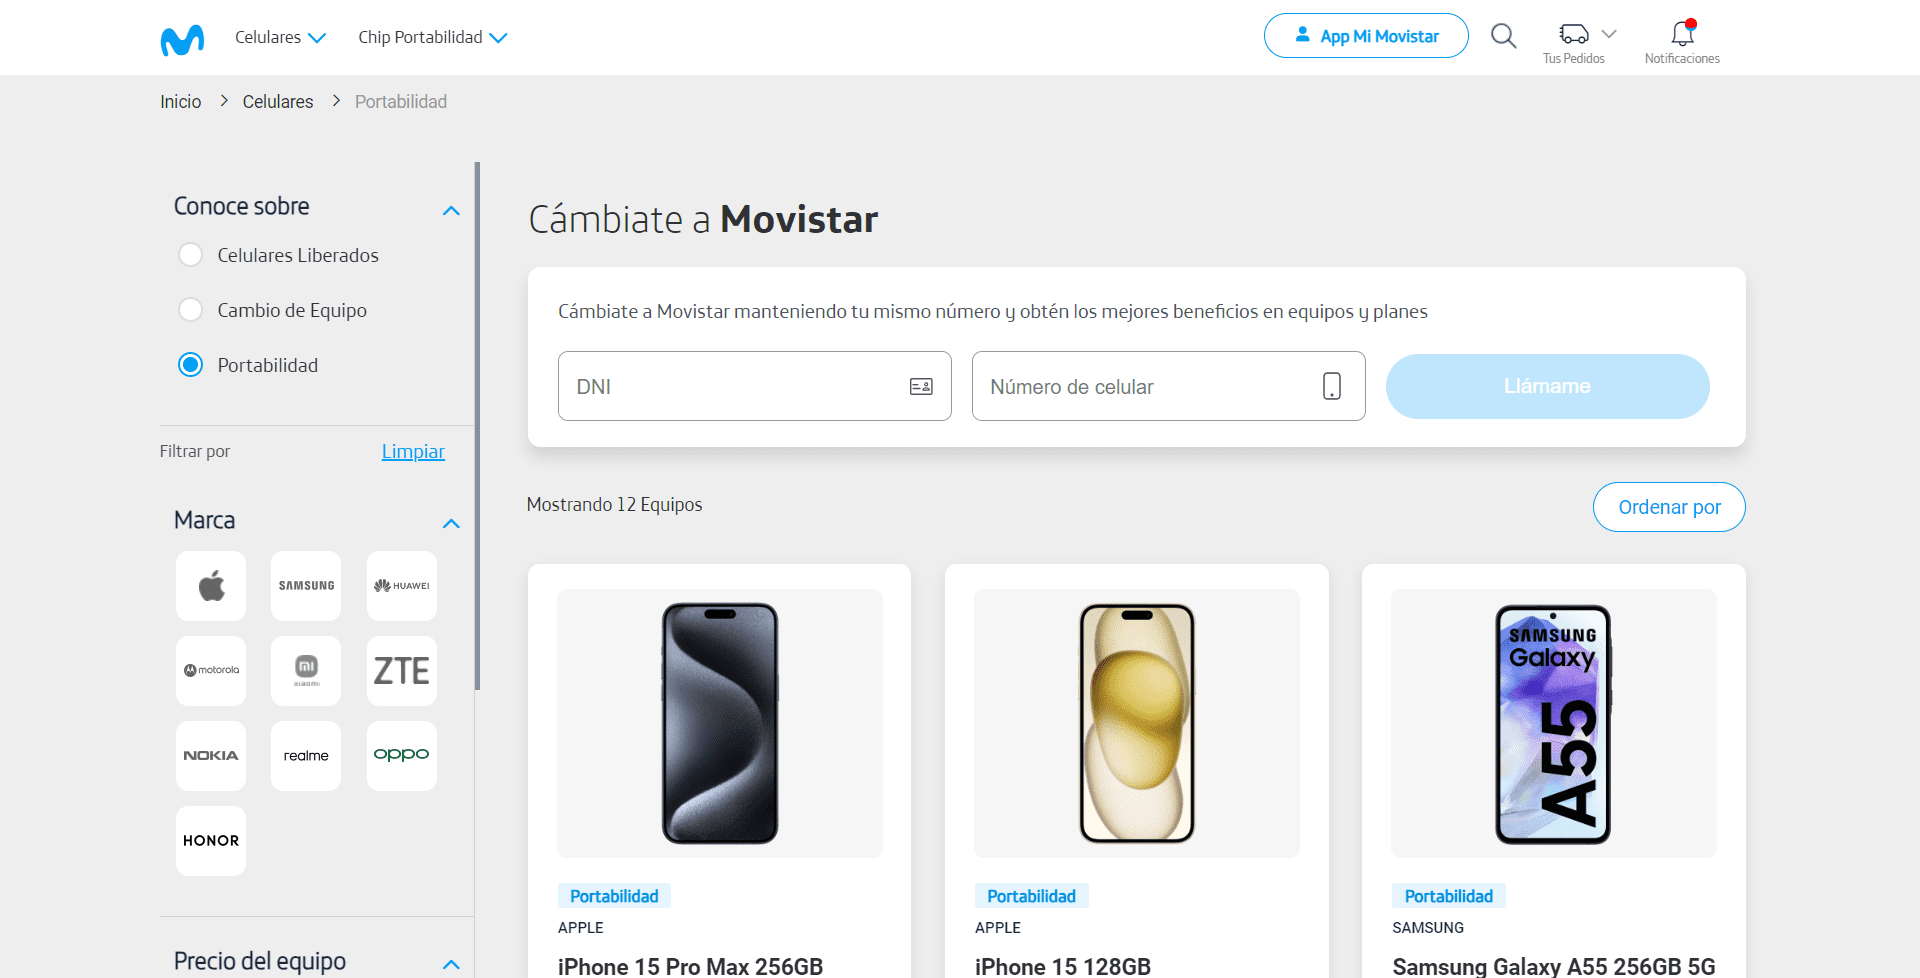 Celulares
Chip Portabilidad
App Mi Movistar
Tus Pedidos
Notificaciones
Inicio > Celulares > Portabilidad
Conoce sobre
Celulares Liberados
Cambio de Equipo
Portabilidad
Filtrar por
Limpiar
Marca
SAMSUNG
HUAWEI
motorola
mi
xiaomi
ZTE
NOKIA
realme
oppo
HONOR
Precio del equipo
Cámbiate a Movistar
Cámbiate a Movistar manteniendo tu mismo número y obtén los mejores beneficios en equipos y planes
DNI
Número de celular
Llámame
Mostrando 12 Equipos
Ordenar por
Portabilidad
APPLE
iPhone 15 Pro Max 256GB
Portabilidad
APPLE
iPhone 15 128GB
SAMSUNG
Galaxy
A55
Portabilidad
SAMSUNG
Samsung Galaxy A55 256GB 5G